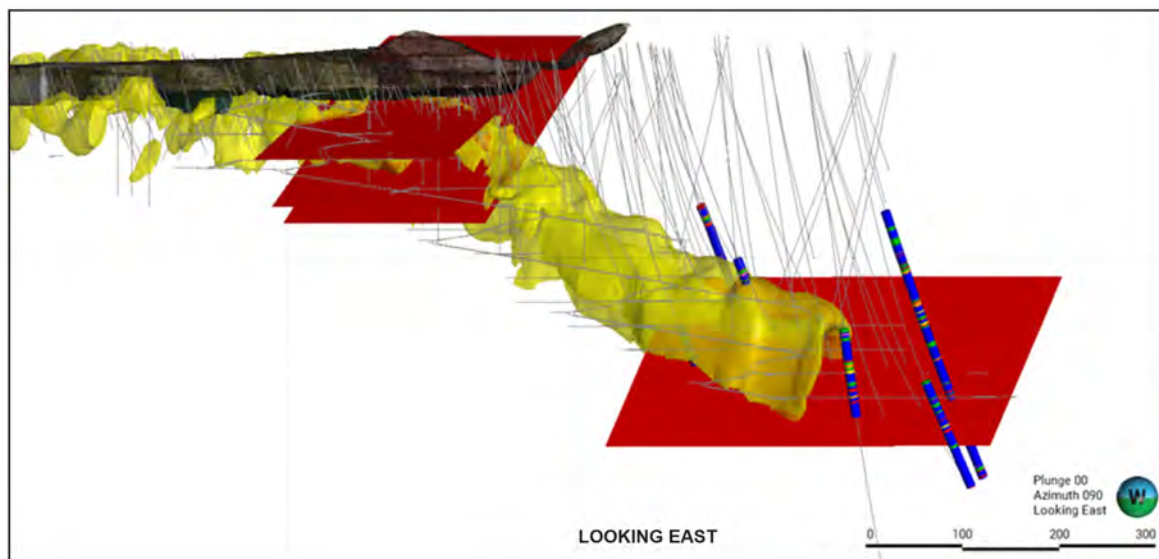 Plunge 00
Azimuth 090
Looking East
W
LOOKING EAST
0 100 200 300